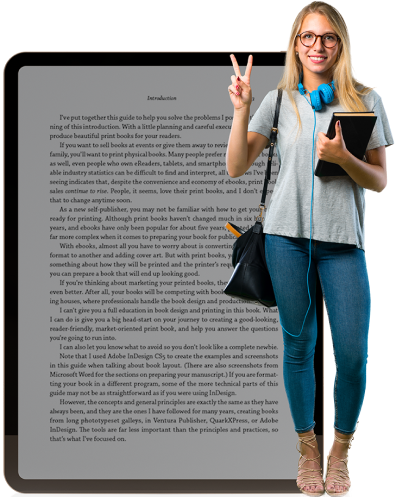 Introduction
I've put together this guide to help you solve the problems I po
ning of this introduction. With a little planning and careful execu
produce beautiful print books for your readers.
If you want to sell books at events or give them away to revie
family, you'll want to print physical books. Many people prefer
as well, even people who own eReaders, tablets, and smartpho
able industry statistics can be difficult to find and interpret, all I've
seeing indicates that, despite the convenience and economy of ebooks, print
sales continue to rise. People, it seems, love their print books, and I don't
that to change anytime soon.
As a new self-publisher, you may not be familiar with how to get your
ready for printing. Although print books haven't changed much in six
years, and ebooks have only been popular for about five years,
far more complex when it comes to preparing your book for publi
With ebooks, almost all you have to worry about is converti
format to another and adding cover art. But with print books, y
something about how they will be printed and the printer's req
you can prepare a book that will end up looking good.
If you're thinking about marketing your printed books, the
even better. After all, your books will be competing with book
ing houses, where professionals handle the book design and production
I can't give you a full education in book design and printing in this book. What
I can do is give you a big head-start on your journey to creating a good-looking,
reader-friendly, market-oriented print book, and help you answer the questions
you're going to run into.
I can also let you know what to avoid so you don't look like a complete newbie.
Note that I used Adobe InDesign CS5 to create the examples and screenshots
in this guide when talking about book layout. (There are also screenshots from
Microsoft Word for the sections on preparing your manuscript.) If you are format-
ting your book in a different program, some of the more technical parts of this
guide may not be as straightforward as if you were using InDesign.
However, the concepts and general principles are exactly the same as they have
always been, and they are the ones I have followed for many years, creating books
from long phototypeset galleys, in Ventura Publisher, QuarkXPress, or Adobe
InDesign. The tools are far less important than the principles and practices, so
that's what I've focused on.